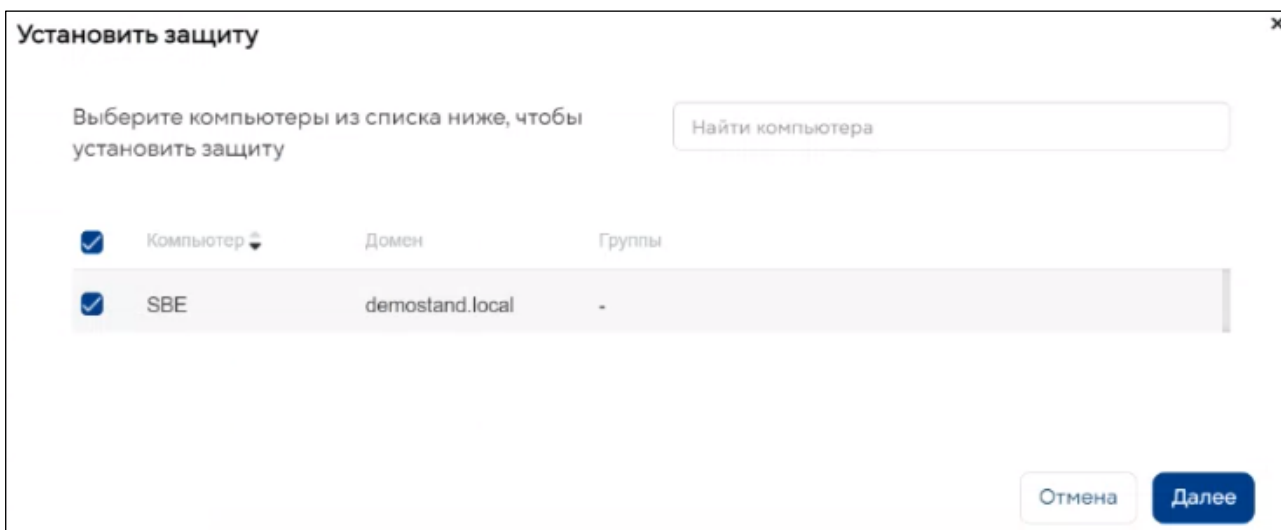 Установить защиту
×
Выберите компьютеры из списка ниже, чтобы
установить защиту
Найти компьютера
Компьютер Домен Группы
SBE demostand.local -
Отмена Далее